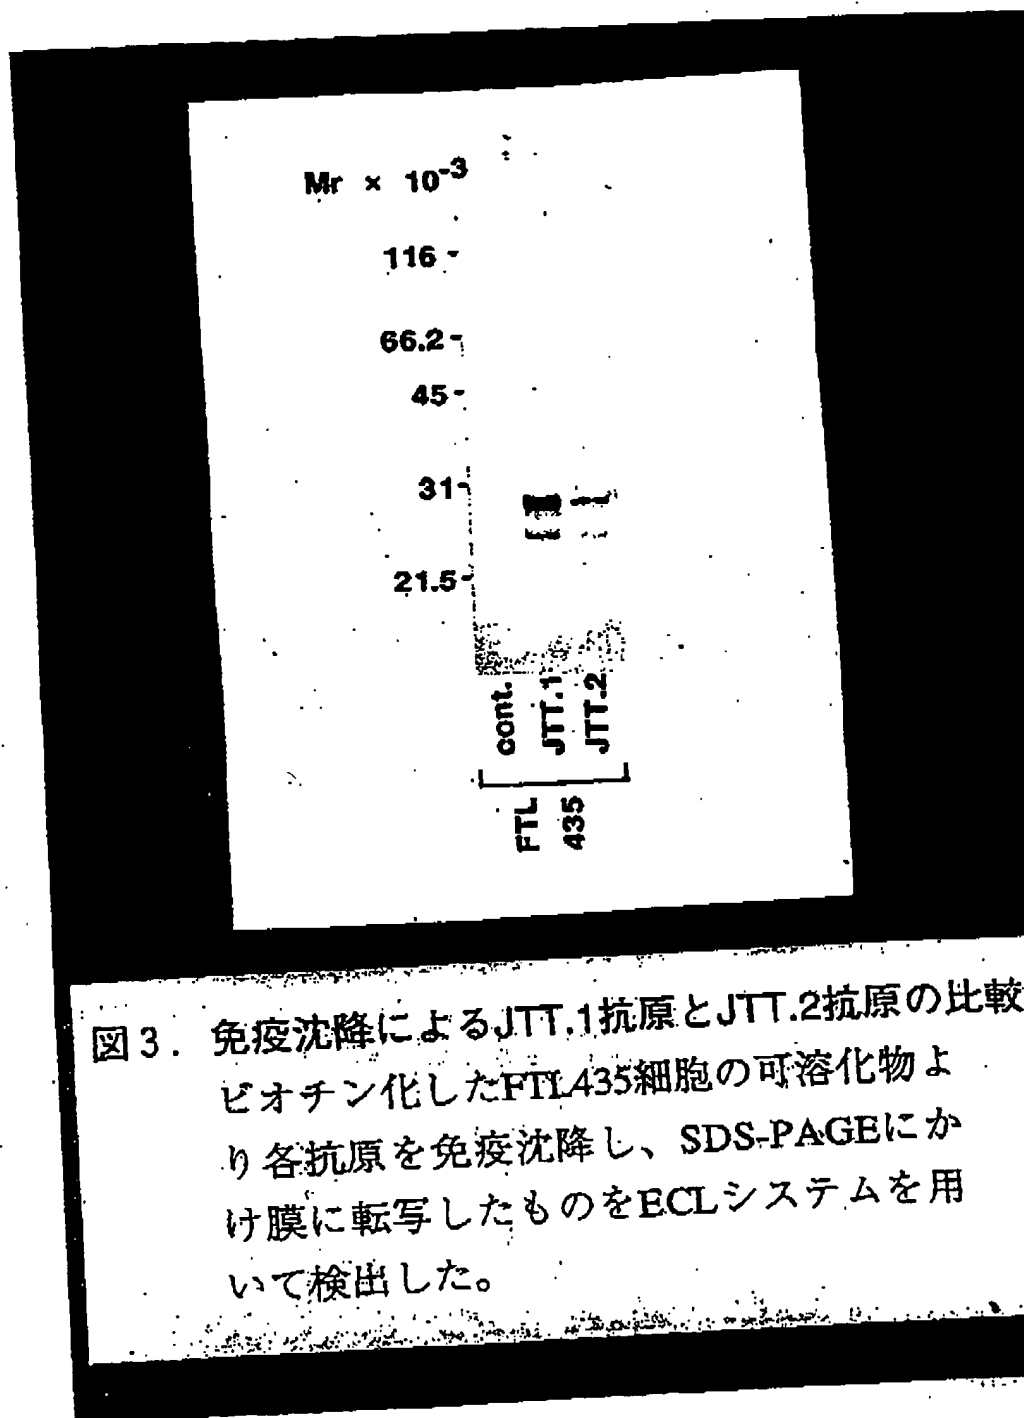 Mr × 10-3
116 -
66.2 -
45 -
31 -
21.5 -
cont.
JTT.1
JTT.2
FTL
435
図3. 免疫沈降によるJTT.1抗原とJTT.2抗原の比較
ビオチン化したFTL435細胞の可溶化物よ
り各抗原を免疫沈降し、SDS-PAGEにか
け膜に転写したものをECLシステムを用
いて検出した。